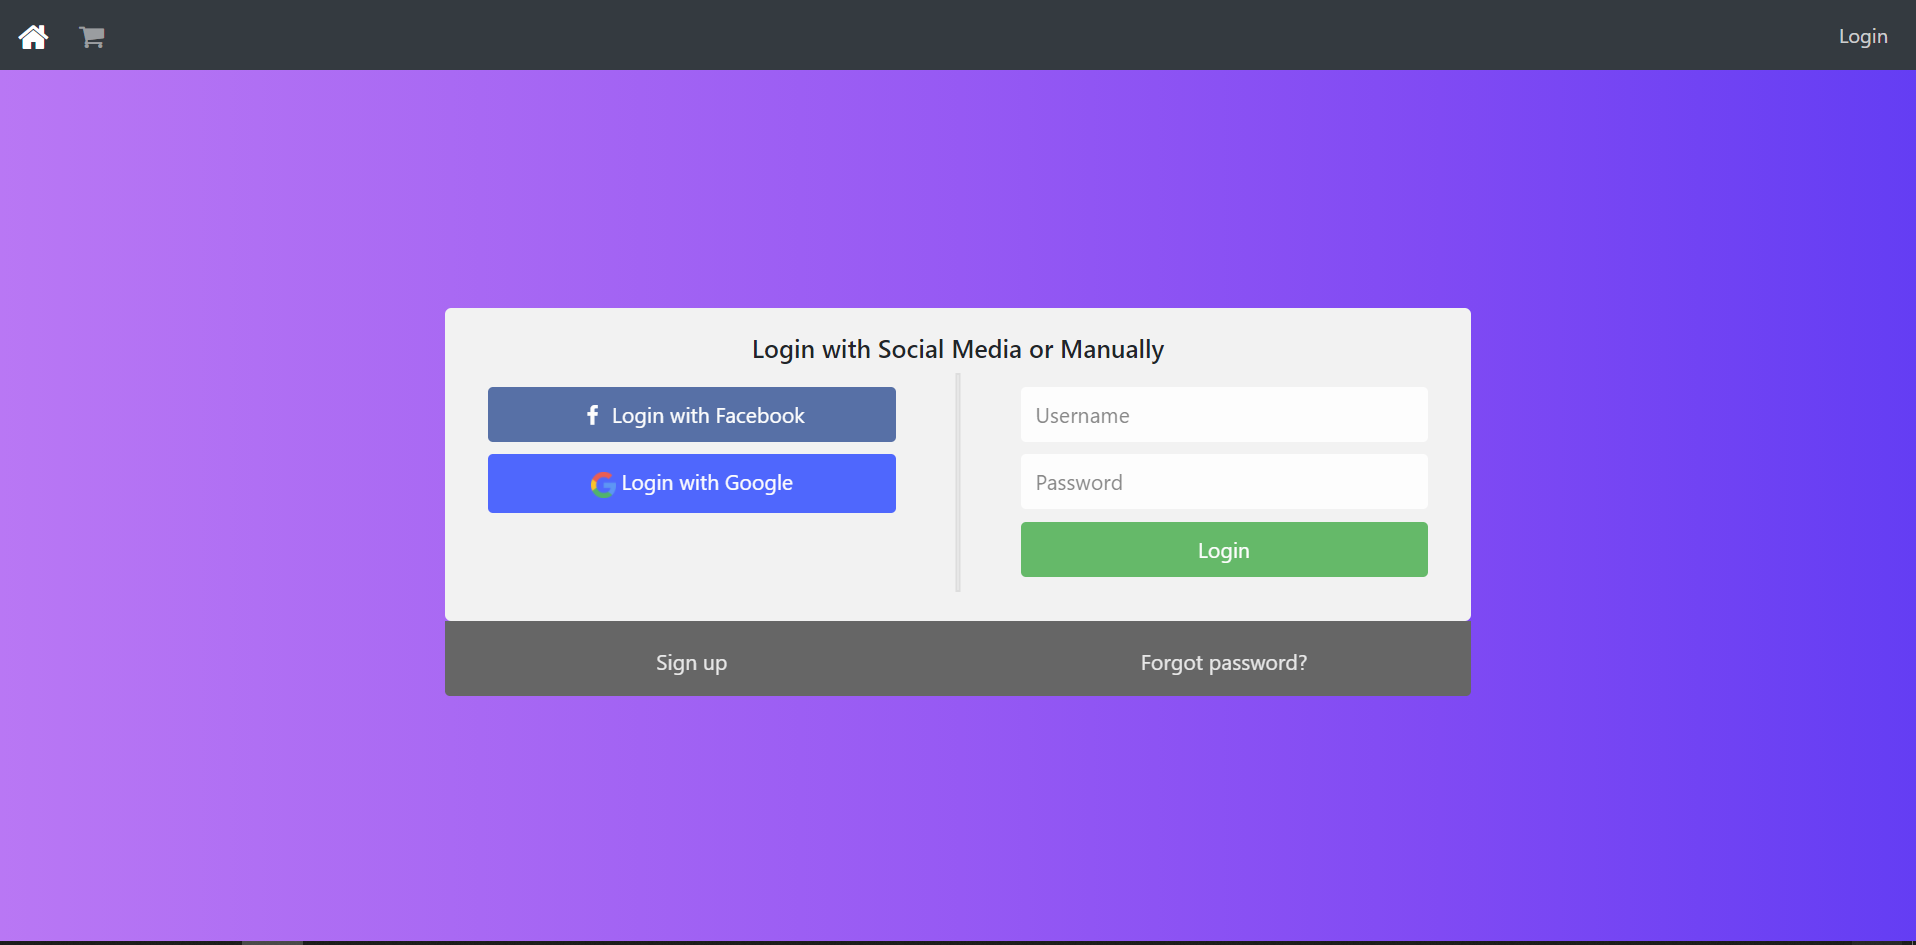 Login
Login with Social Media or Manually
Login with Facebook
Login with Google
Username
Password
Login
Sign up
Forgot password?